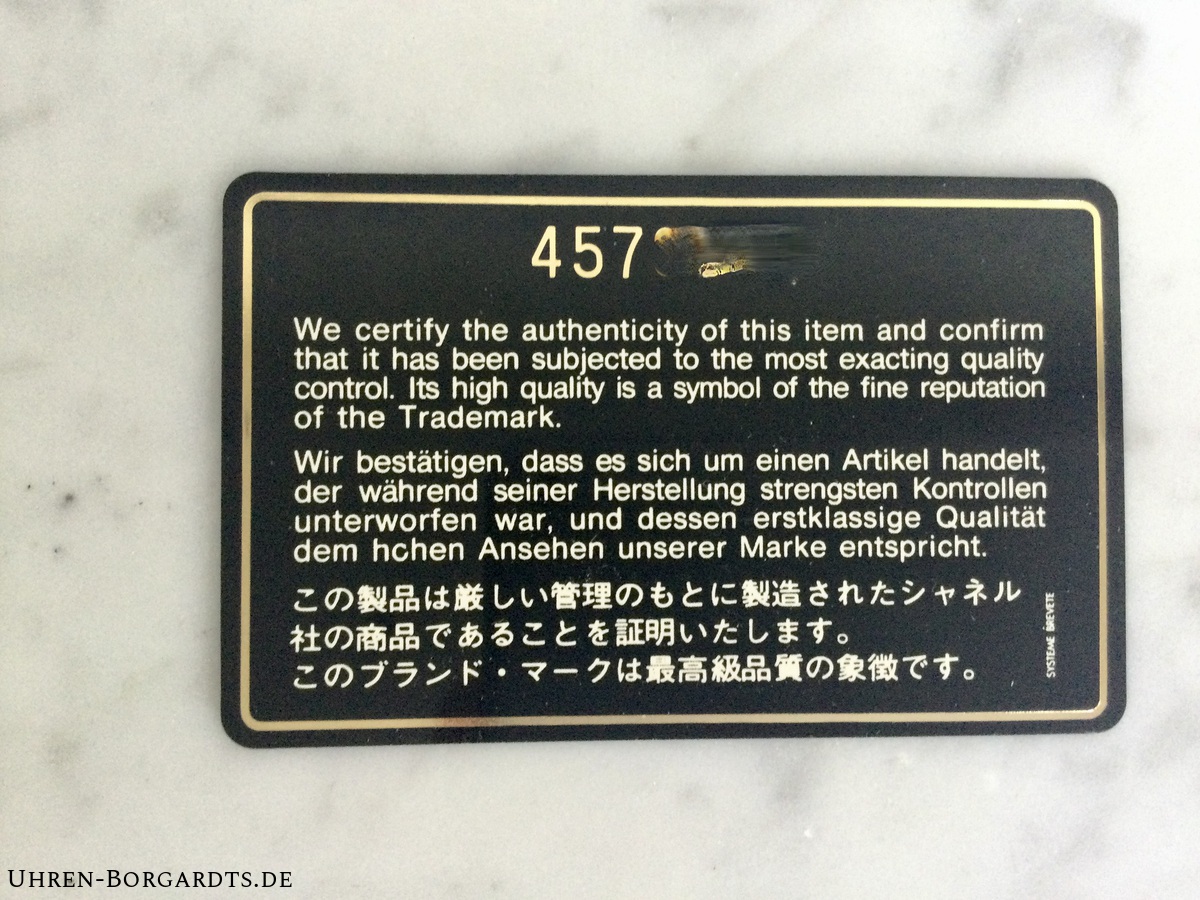 457
We certify the authenticity of this item and confirm
that it has been subjected to the most exacting quality
control. Its high quality is a symbol of the fine reputation
of the Trademark.
Wir bestätigen, dass es sich um einen Artikel handelt,
der während seiner Herstellung strengsten Kontrollen
unterworfen war, und dessen erstklassige Qualität
dem hchen Ansehen unserer Marke entspricht.
この製品は厳しい管理のもとに製造されたシャネル
社の商品であることを証明いたします。
このブランド・マークは最高級品質の象徴です。
SYSTEME BREVETE
UHREN-BORGARDTS.DE